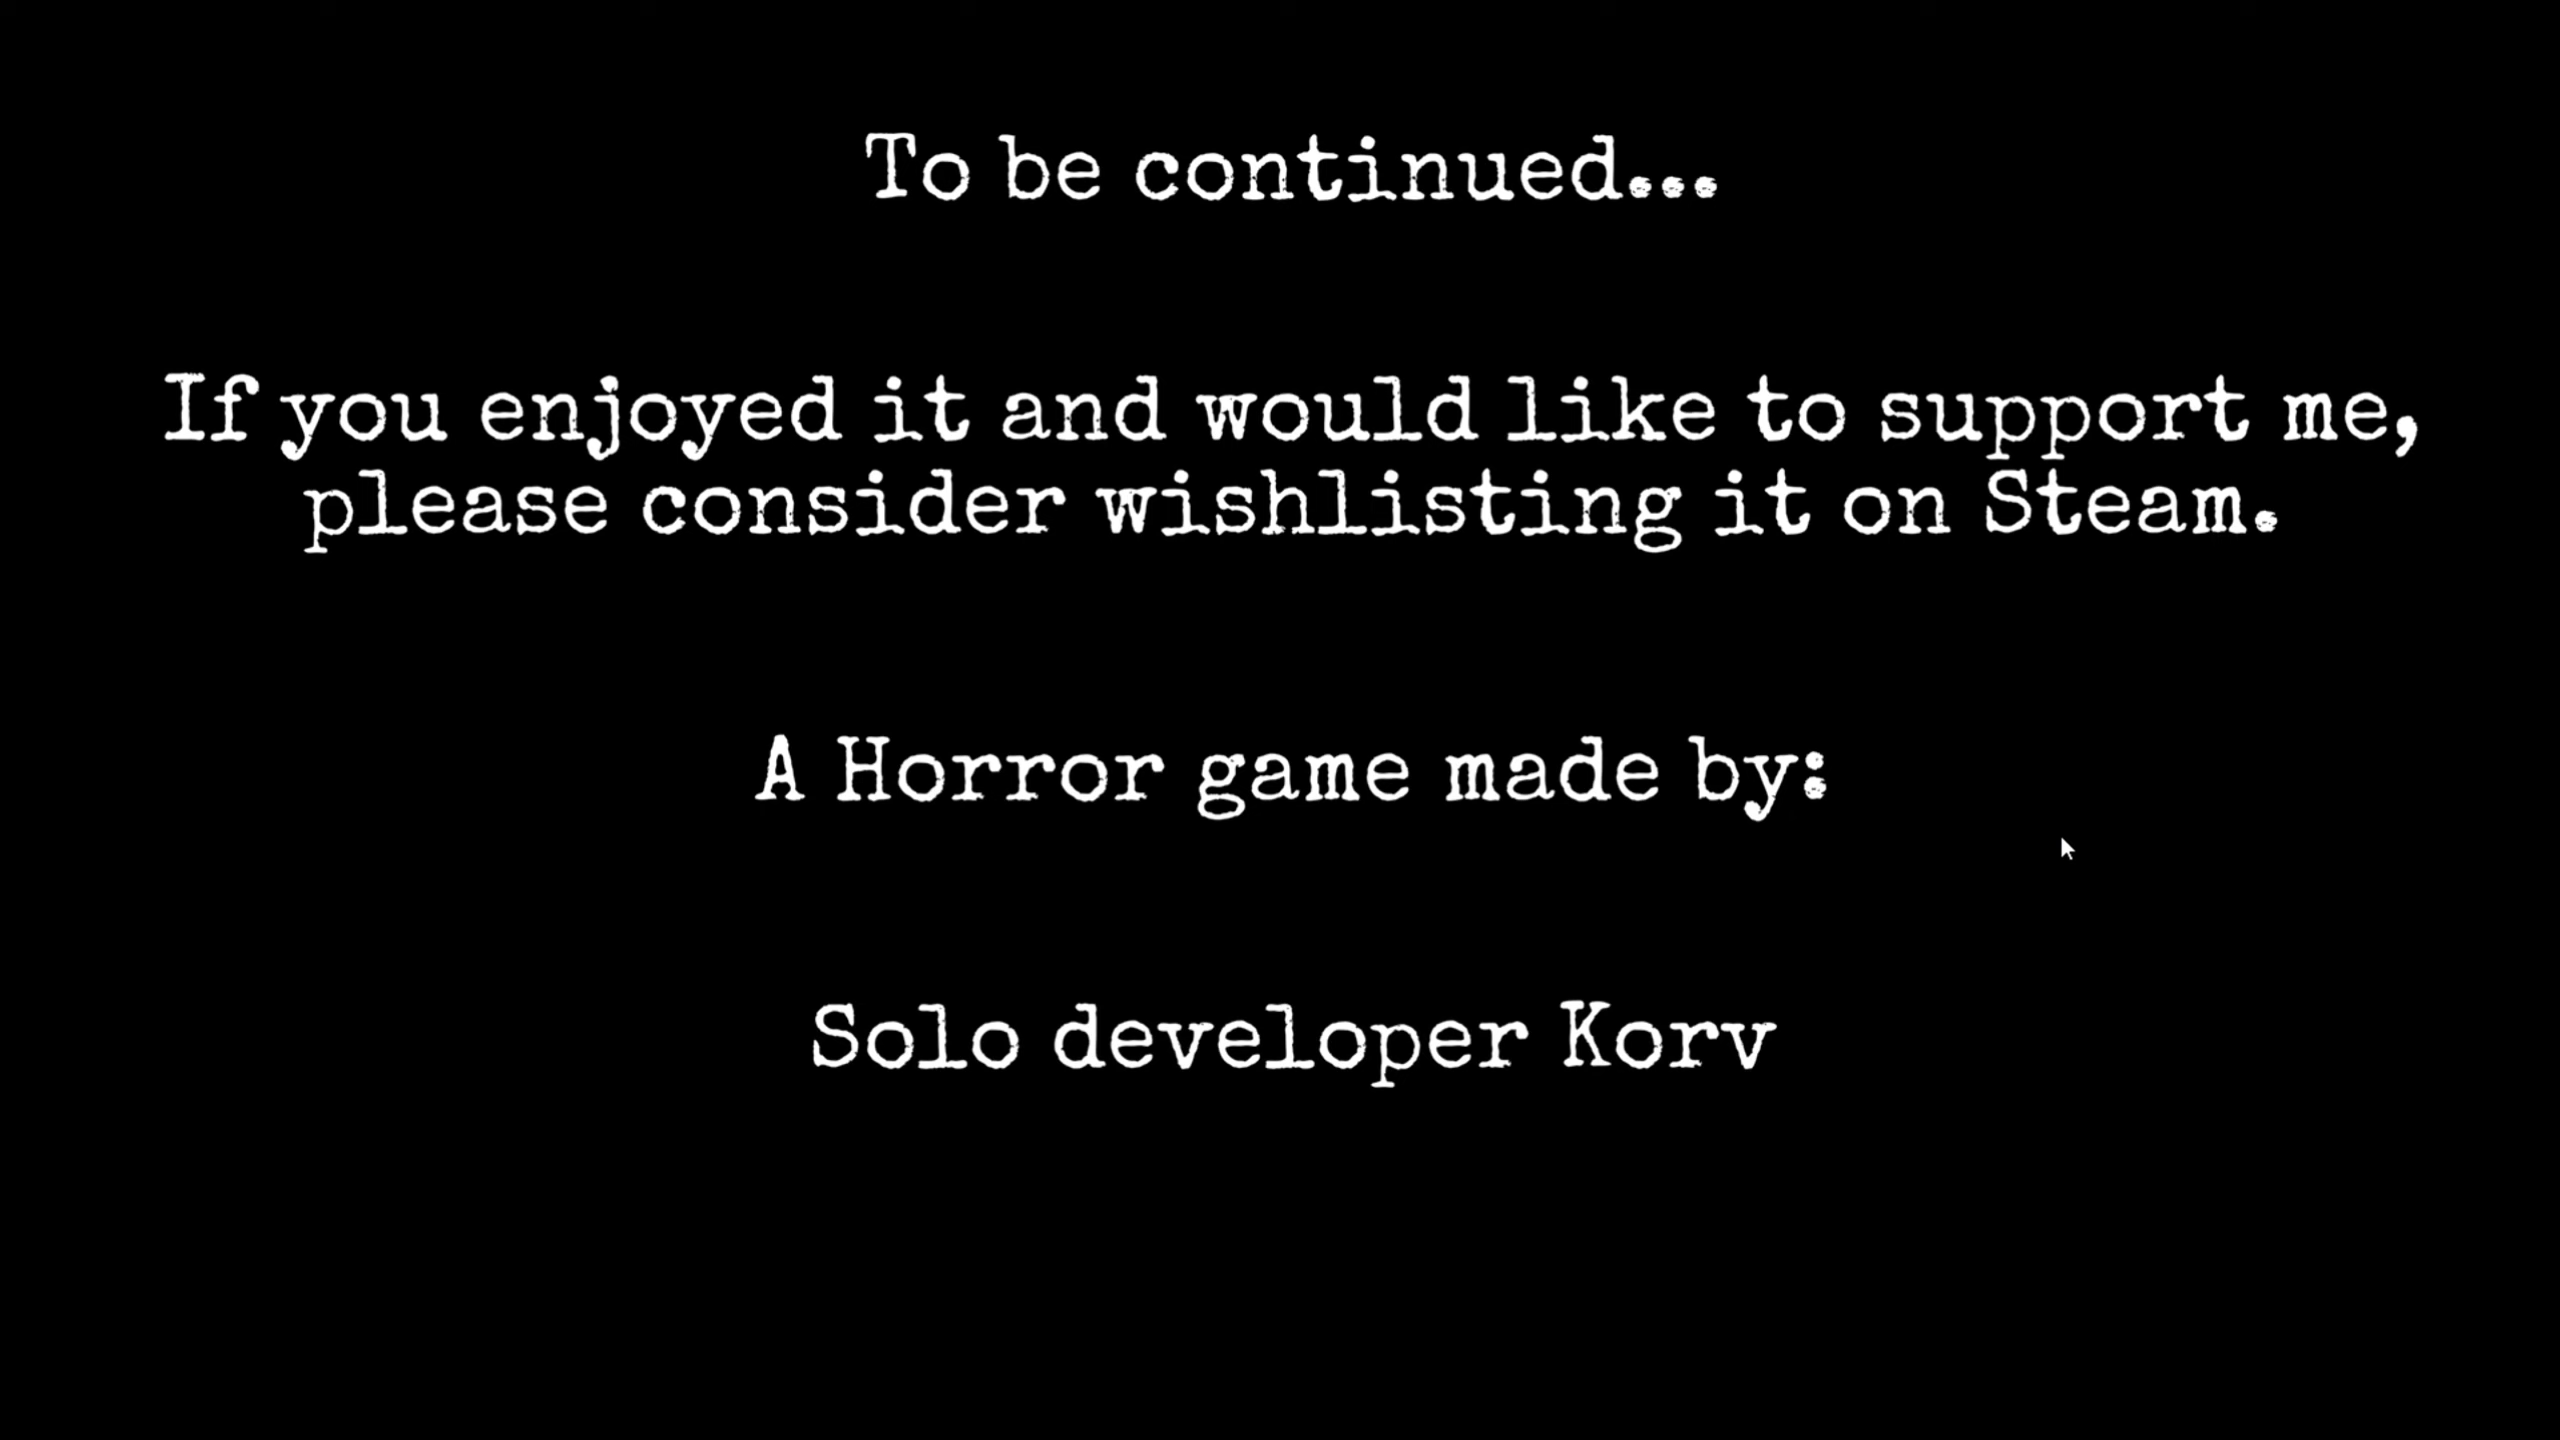 To be continued...
If you enjoyed it and would like to support me,
please consider wishlisting it on Steam.
A Horror game made by:
Solo developer Korv